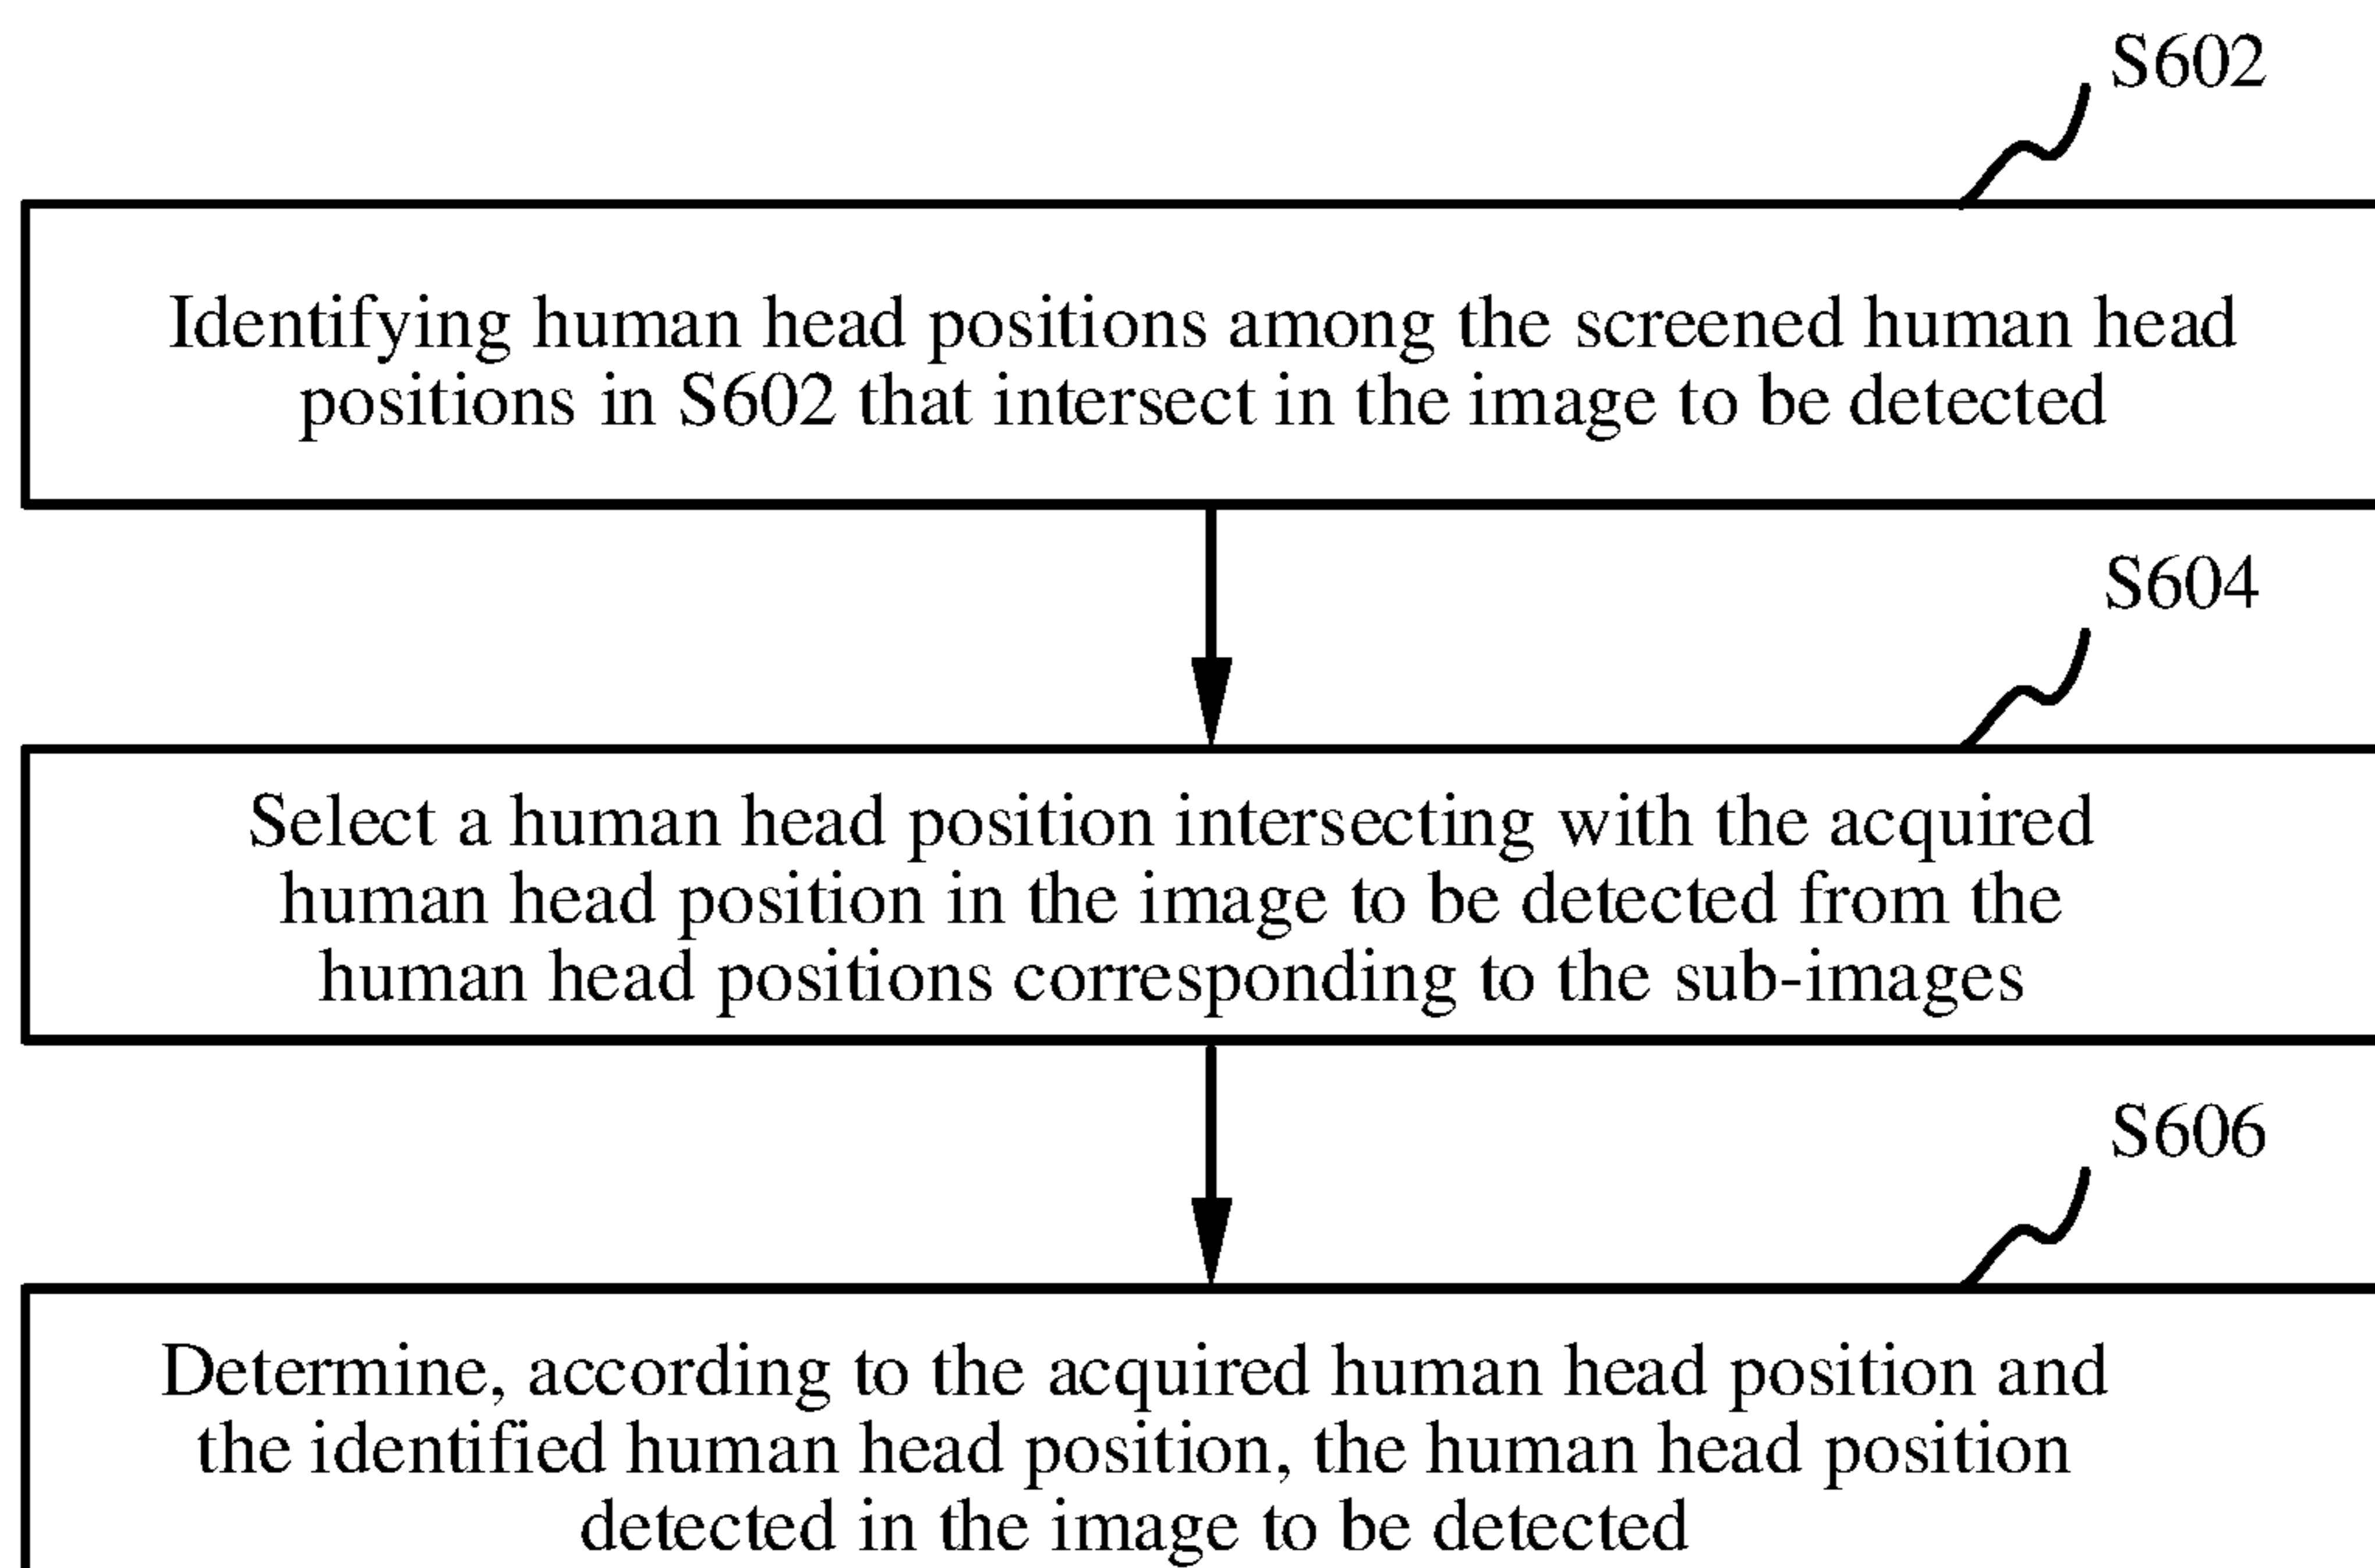 S602
Identifying human head positions among the screened human head
positions in S602 that intersect in the image to be detected
S604
Select a human head position intersecting with the acquired
human head position in the image to be detected from the
human head positions corresponding to the sub-images
S606
Determine, according to the acquired human head position and
the identified human head position, the human head position
detected in the image to be detected